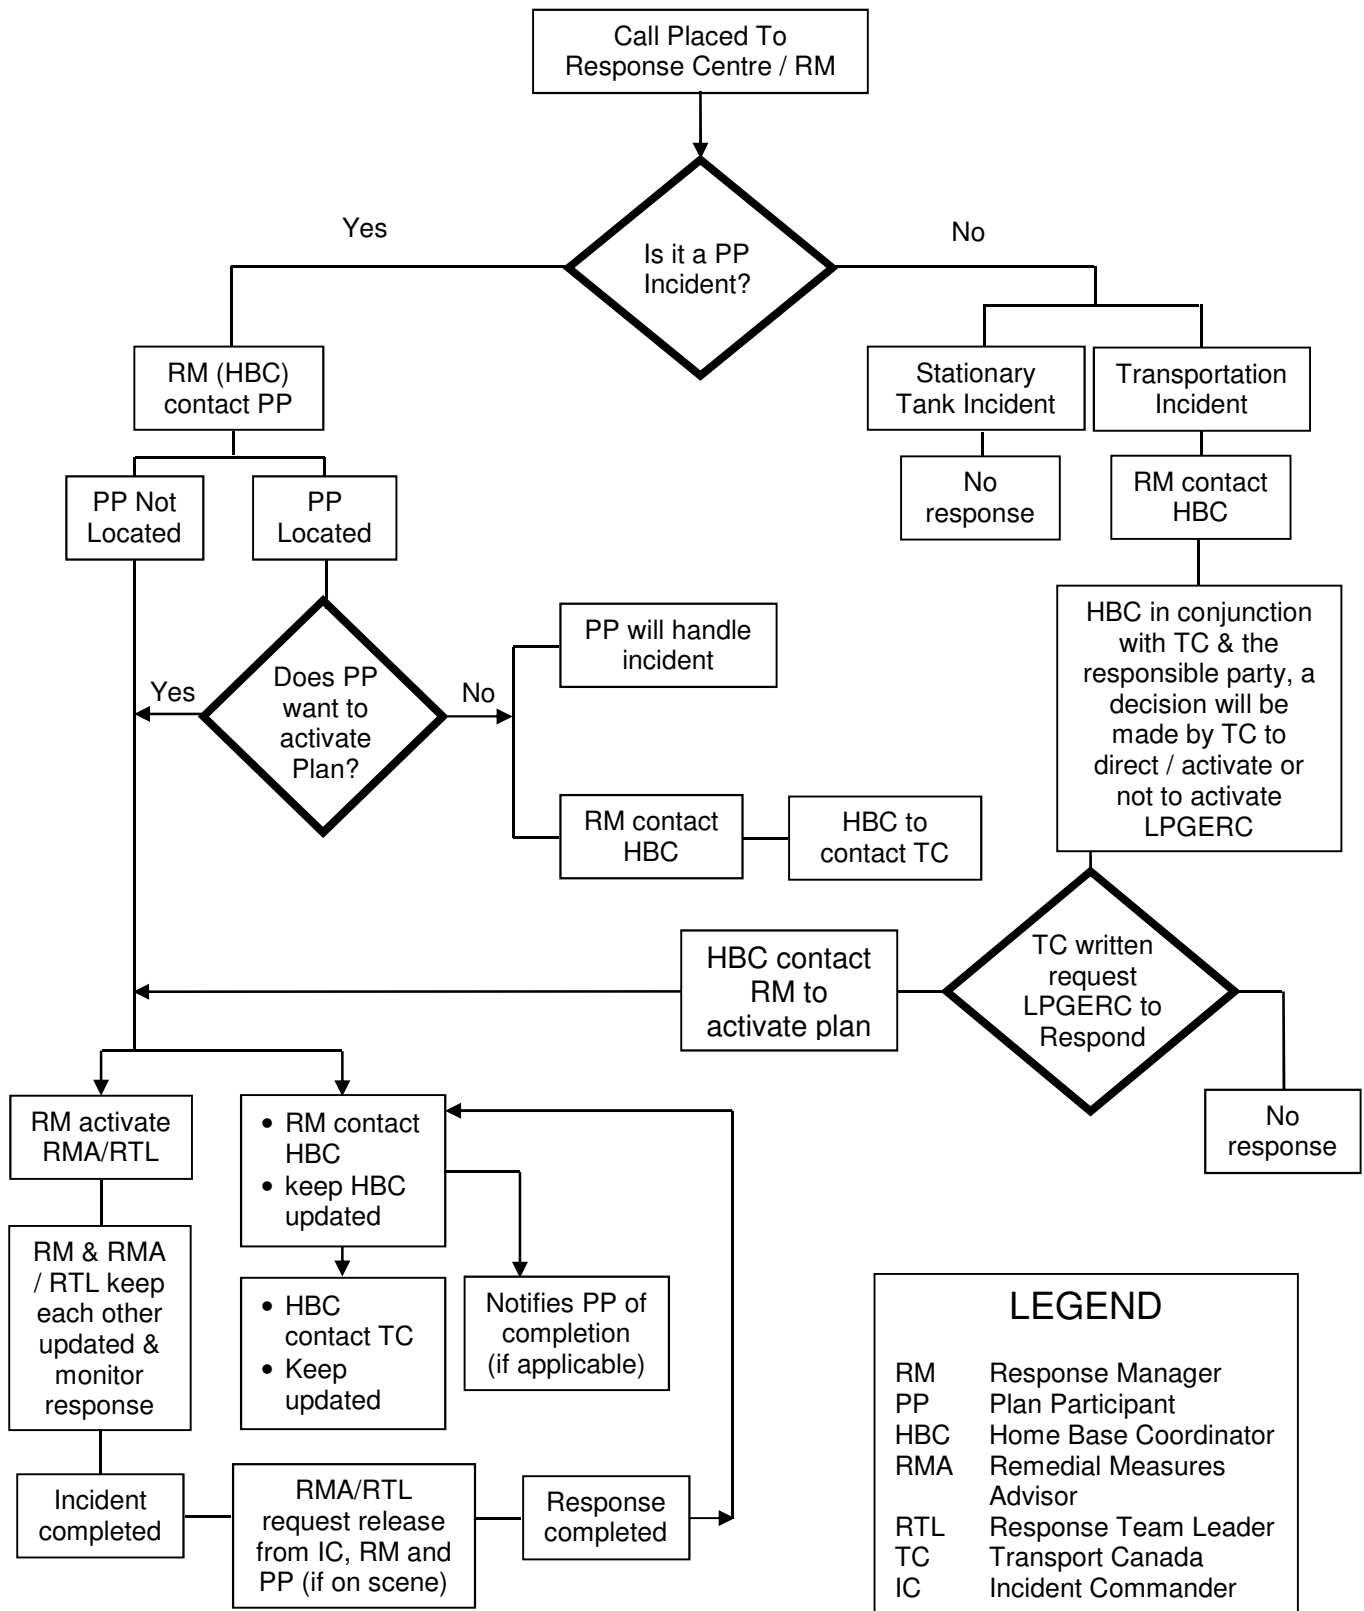 Call Placed To
Response Centre / RM
Yes
No
Is it a PP
Incident?
RM (HBC)
contact PP
Stationary
Tank Incident
Transportation
Incident
PP Not
Located
PP
Located
No
response
RM contact
HBC
Does PP
want to
activate
Plan?
Yes
No
PP will handle
incident
RM contact
HBC
HBC to
contact TC
HBC in conjunction
with TC & the
responsible party, a
decision will be
made by TC to
direct / activate or
not to activate
LPGERC
TC written
request
LPGERC to
Respond
HBC contact
RM to
activate plan
No
response
RM activate
RMA/RTL
• RM contact
HBC
• keep HBC
updated
RM & RMA
/ RTL keep
each other
updated &
monitor
response
• HBC
contact TC
• Keep
updated
Notifies PP of
completion
(if applicable)
Incident
completed
RMA/RTL
request release
from IC, RM and
PP (if on scene)
Response
completed
LEGEND
RM Response Manager
PP Plan Participant
HBC Home Base Coordinator
RMA Remedial Measures
Advisor
RTL Response Team Leader
TC Transport Canada
IC Incident Commander